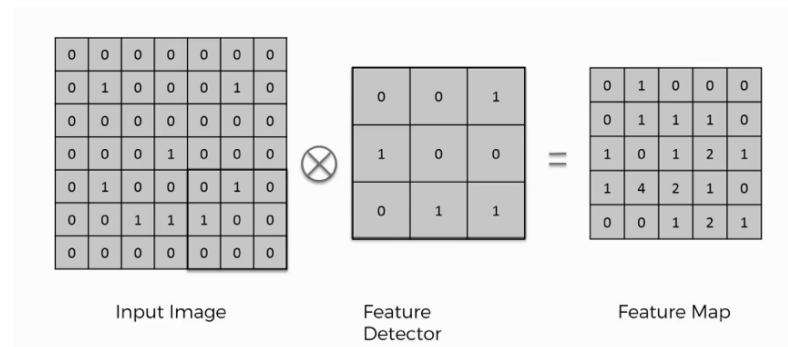 0 0 0 0 0 0 0
0 1 0 0 0 1 0
0 0 0 0 0 0 0
0 0 0 1 0 0 0
0 1 0 0 0 1 0
0 0 1 1 1 0 0
0 0 0 0 0 0 0
0 0 1
1 0 0
0 1 1
=
0 1 0 0 0
0 1 1 1 0
1 0 1 2 1
1 4 2 1 0
0 0 1 2 1
Input Image
Feature
Detector
Feature Map